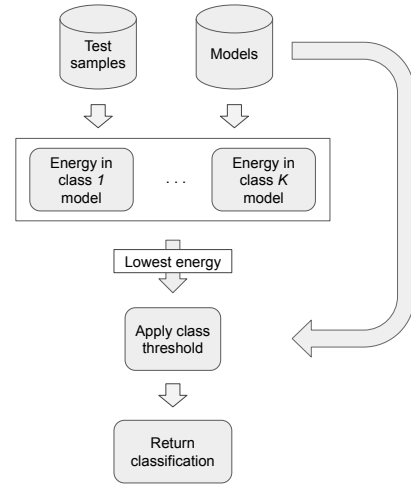 Test
samples
Models
Energy in
class 1
model
. . .
Energy in
class K
model
Lowest energy
Apply class
threshold
Return
classification